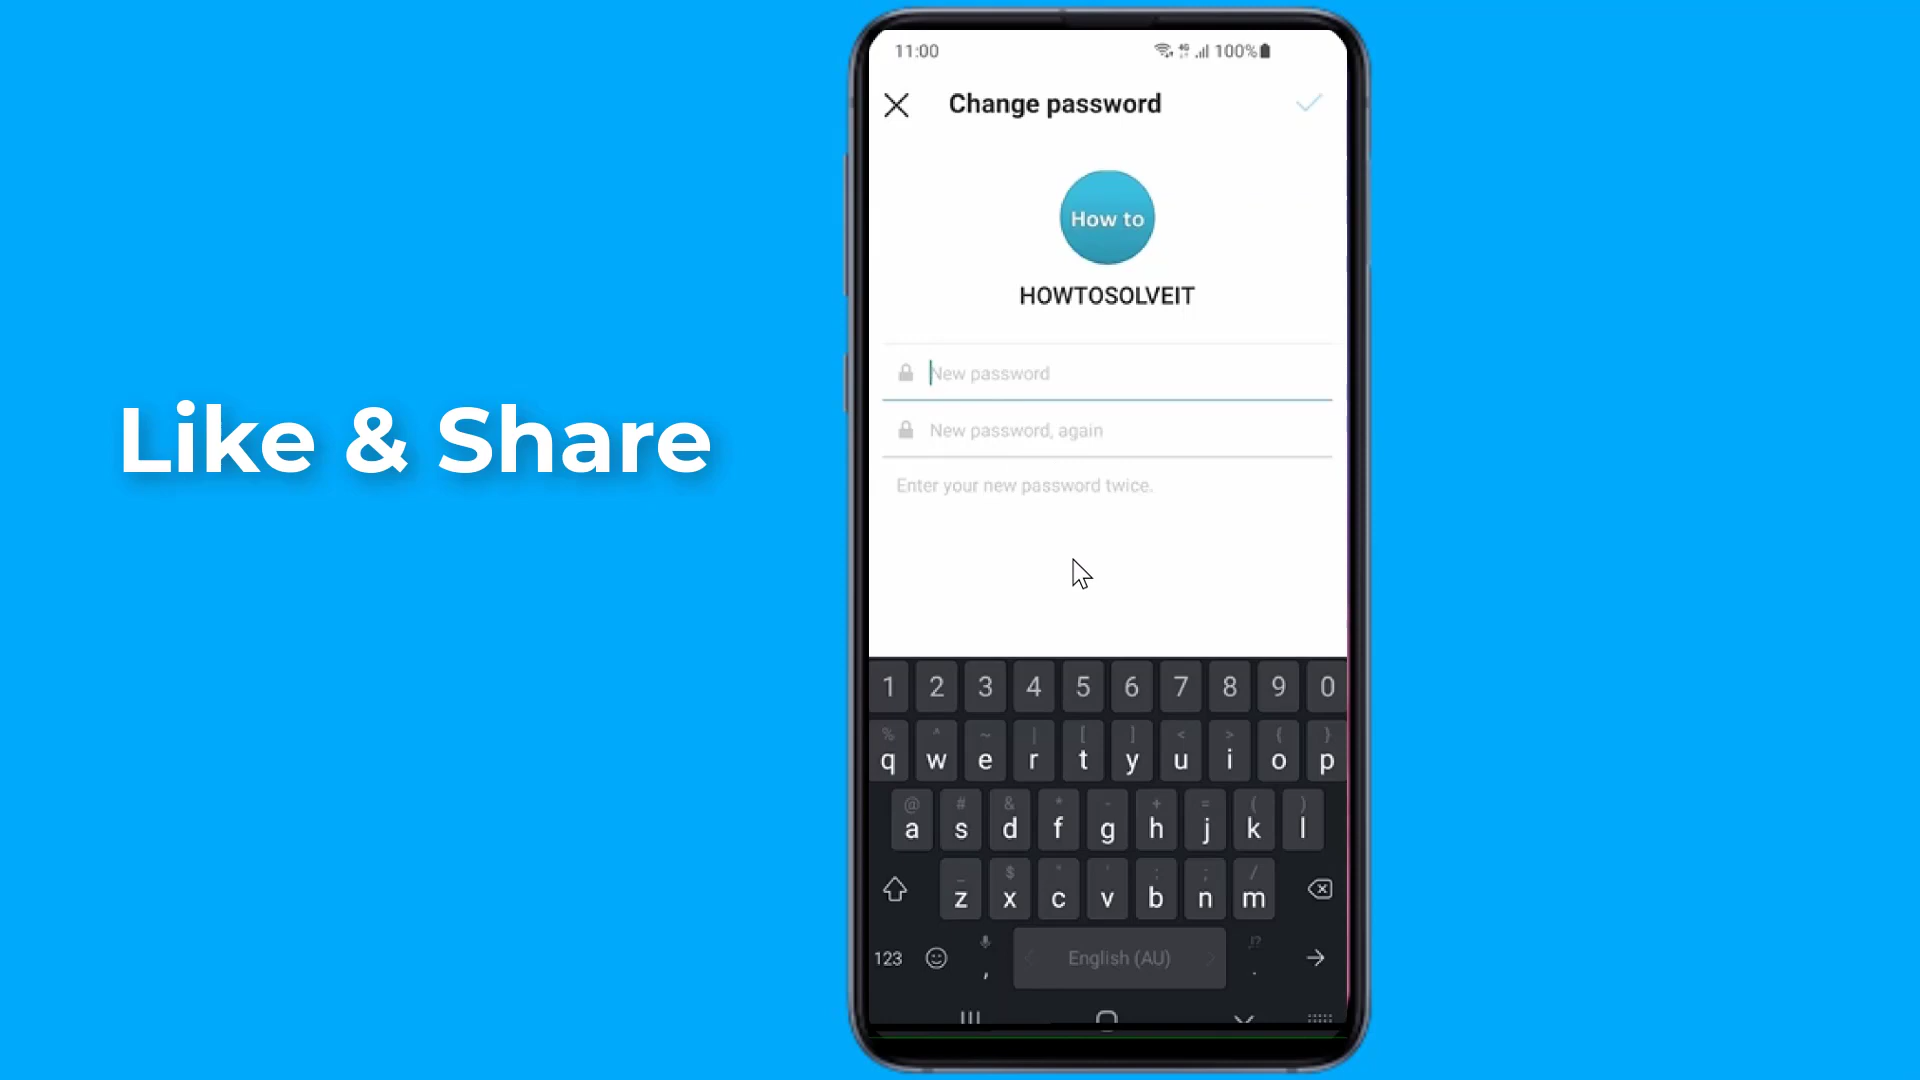 Like & Share
11:00
4G 100%
Change password
How to
HOWTOSOLVEIT
New password
New password, again
Enter your new password twice.
1 2 3 4 5 6 7 8 9 0
% ^ ~ | [ ] < > { }
q w e r t y u i o p
@ # & * - + = ( )
a s d f g h j k l
_ $ " ' : ; /
z x c v b n m
!?
123 , English (AU) .